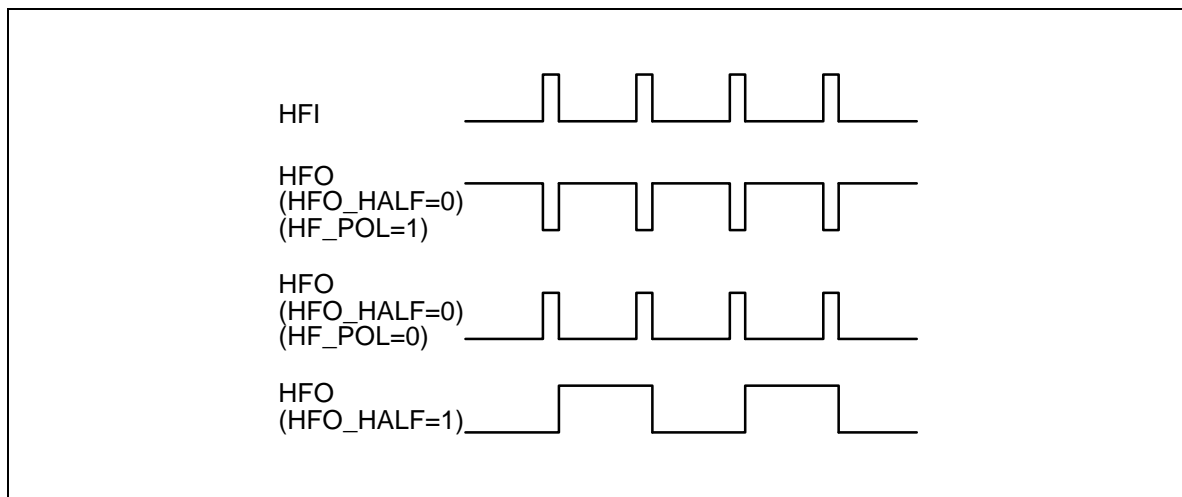 HFI
HFO
(HFO_HALF=0)
(HF_POL=1)
HFO
(HFO_HALF=0)
(HF_POL=0)
HFO
(HFO_HALF=1)